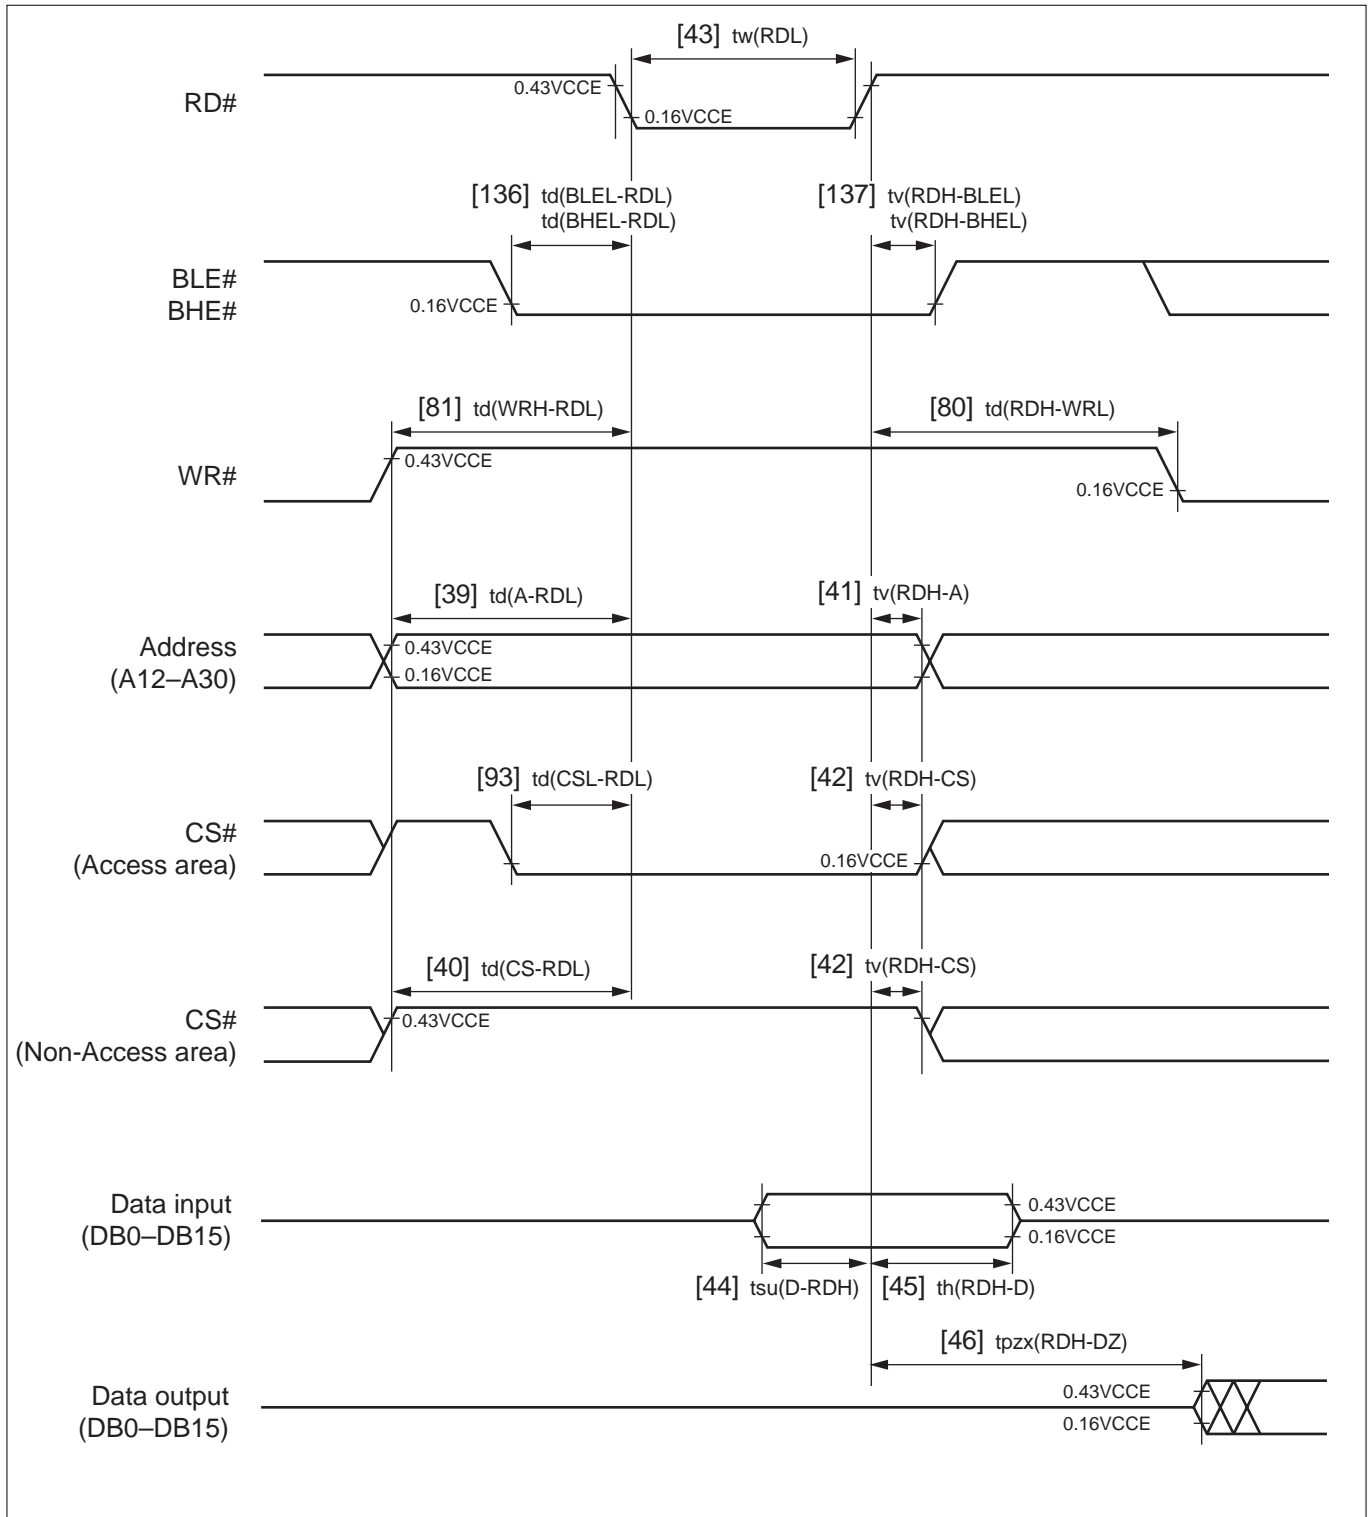 [43] tw(RDL)
0.43VCCE
RD#
0.16VCCE
[136] td(BLEL-RDL)
td(BHEL-RDL)
[137] tv(RDH-BLEL)
tv(RDH-BHEL)
BLE#
BHE#
0.16VCCE
[81] td(WRH-RDL)
[80] td(RDH-WRL)
0.43VCCE
WR#
0.16VCCE
[39] td(A-RDL)
[41] tv(RDH-A)
Address
(A12–A30)
0.43VCCE
0.16VCCE
[93] td(CSL-RDL)
[42] tv(RDH-CS)
CS#
(Access area)
0.16VCCE
[40] td(CS-RDL)
[42] tv(RDH-CS)
CS#
(Non-Access area)
0.43VCCE
Data input
(DB0–DB15)
0.43VCCE
0.16VCCE
[44] tsu(D-RDH)
[45] th(RDH-D)
[46] tpzx(RDH-DZ)
Data output
(DB0–DB15)
0.43VCCE
0.16VCCE